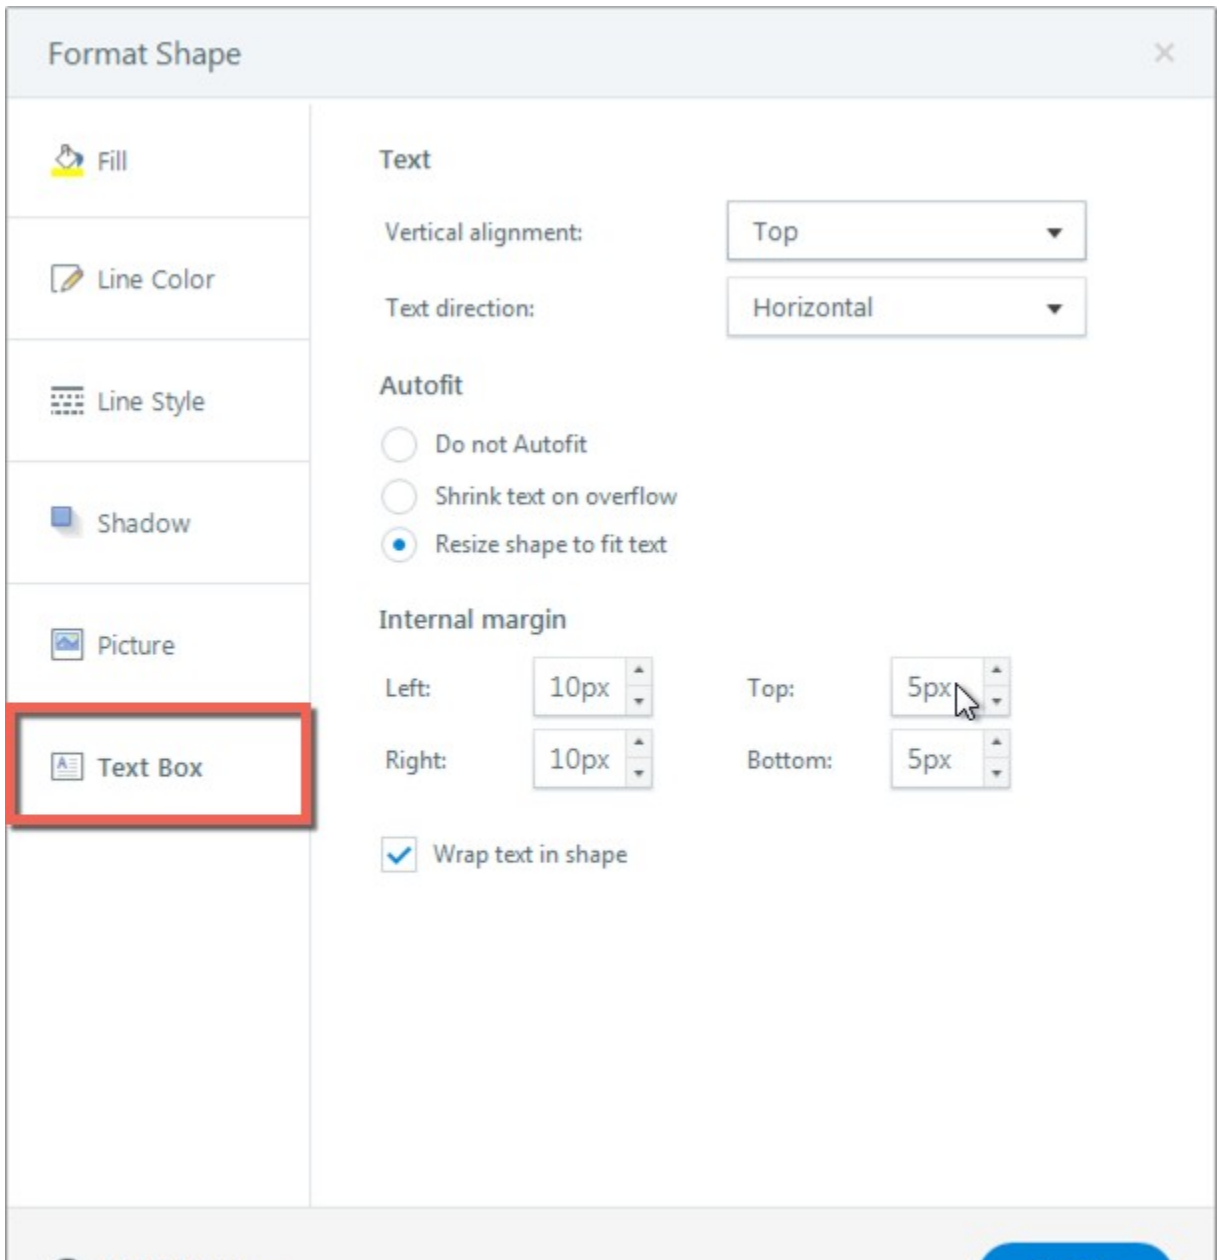 Format Shape
Fill
Line Color
Line Style
Shadow
Picture
Text Box
Text
Vertical alignment: Top
Text direction: Horizontal
Autofit
Do not Autofit
Shrink text on overflow
Resize shape to fit text
Internal margin
Left: 10px Top: 5px
Right: 10px Bottom: 5px
Wrap text in shape